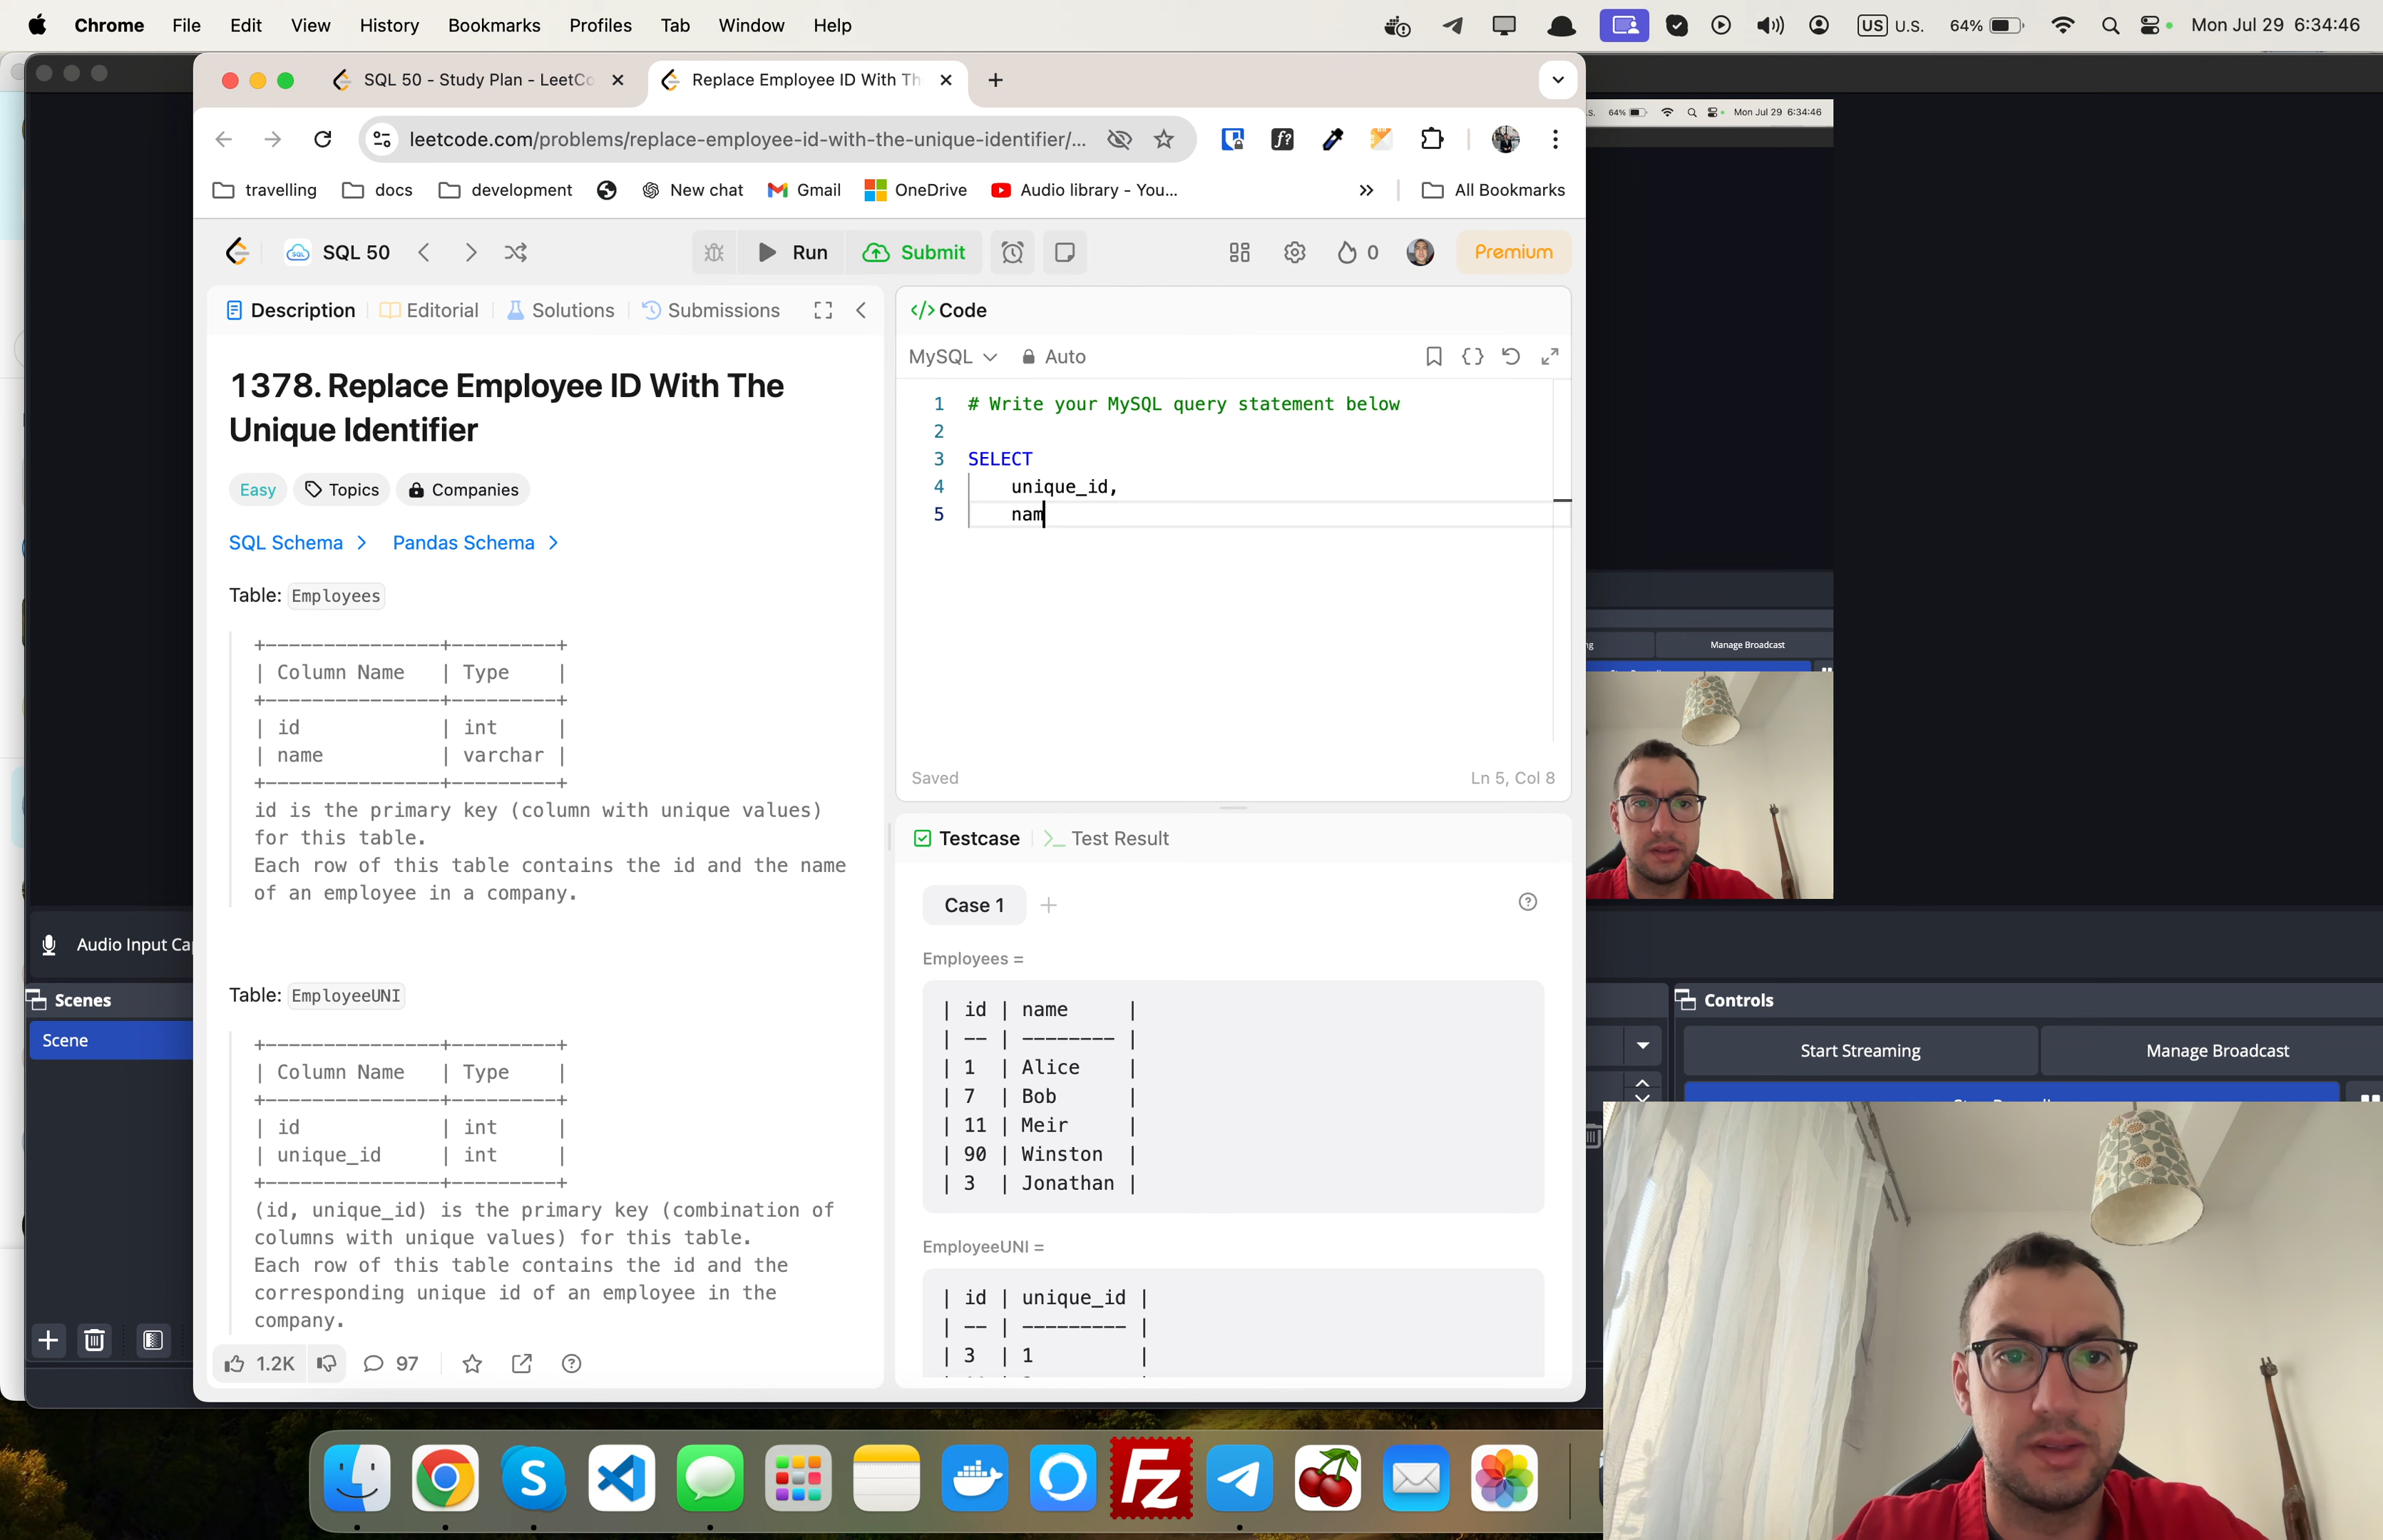 Chrome File Edit View History Bookmarks Profiles Tab Window Help
US U.S. 64% Mon Jul 29 6:34:46
SQL 50 - Study Plan - LeetCo
Replace Employee ID With Th
leetcode.com/problems/replace-employee-id-with-the-unique-identifier/...
travelling docs development New chat Gmail OneDrive Audio library - You... All Bookmarks
SQL 50 Run Submit 0 Premium
Description Editorial Solutions Submissions
1378. Replace Employee ID With The
Unique Identifier
Easy Topics Companies
SQL Schema > Pandas Schema >
Table: Employees
+---------------+---------+
| Column Name | Type |
+---------------+---------+
| id | int |
| name | varchar |
+---------------+---------+
id is the primary key (column with unique values)
for this table.
Each row of this table contains the id and the name
of an employee in a company.
Table: EmployeeUNI
+---------------+---------+
| Column Name | Type |
+---------------+---------+
| id | int |
| unique_id | int |
+---------------+---------+
(id, unique_id) is the primary key (combination of
columns with unique values) for this table.
Each row of this table contains the id and the
corresponding unique id of an employee in the
company.
1.2K 97
</> Code
MySQL Auto
1 # Write your MySQL query statement below
2
3 SELECT
4 unique_id,
5 nam
Saved Ln 5, Col 8
Testcase Test Result
Case 1
Employees =
| id | name |
| -- | -------- |
| 1 | Alice |
| 7 | Bob |
| 11 | Meir |
| 90 | Winston |
| 3 | Jonathan |
EmployeeUNI =
| id | unique_id |
| -- | --------- |
| 3 | 1 |
64% Mon Jul 29 6:34:46
Manage Broadcast
Audio Input Ca
Scenes
Scene
Controls
Start Streaming Manage Broadcast